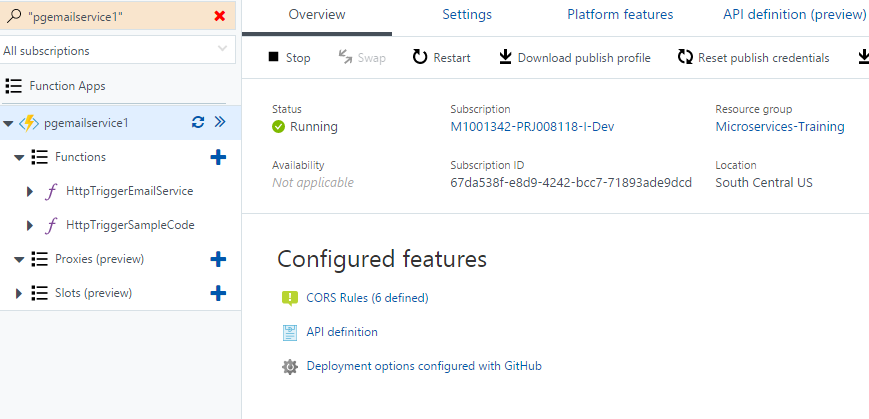 "pgemailservice1"
All subscriptions
Function Apps
pgemailservice1
Functions
HttpTriggerEmailService
HttpTriggerSampleCode
Proxies (preview)
Slots (preview)
Overview Settings Platform features API definition (preview)
Stop Swap Restart Download publish profile Reset publish credentials
Status Subscription Resource group
Running M1001342-PRJ008118-I-Dev Microservices-Training
Availability Subscription ID Location
Not applicable 67da538f-e8d9-4242-bcc7-71893ade9dcd South Central US
Configured features
CORS Rules (6 defined)
API definition
Deployment options configured with GitHub